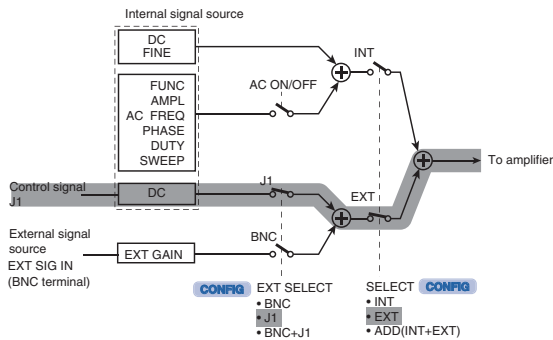 Internal signal source
DC
FINE
INT
FUNC
AMPL
AC FREQ
PHASE
DUTY
SWEEP
AC ON/OFF
To amplifier
Control signal
J1
DC
J1
EXT
External signal
source
EXT SIG IN
(BNC terminal)
EXT GAIN
BNC
CONFIG EXT SELECT
• BNC
• J1
• BNC+J1
SELECT CONFIG
• INT
• EXT
• ADD(INT+EXT)